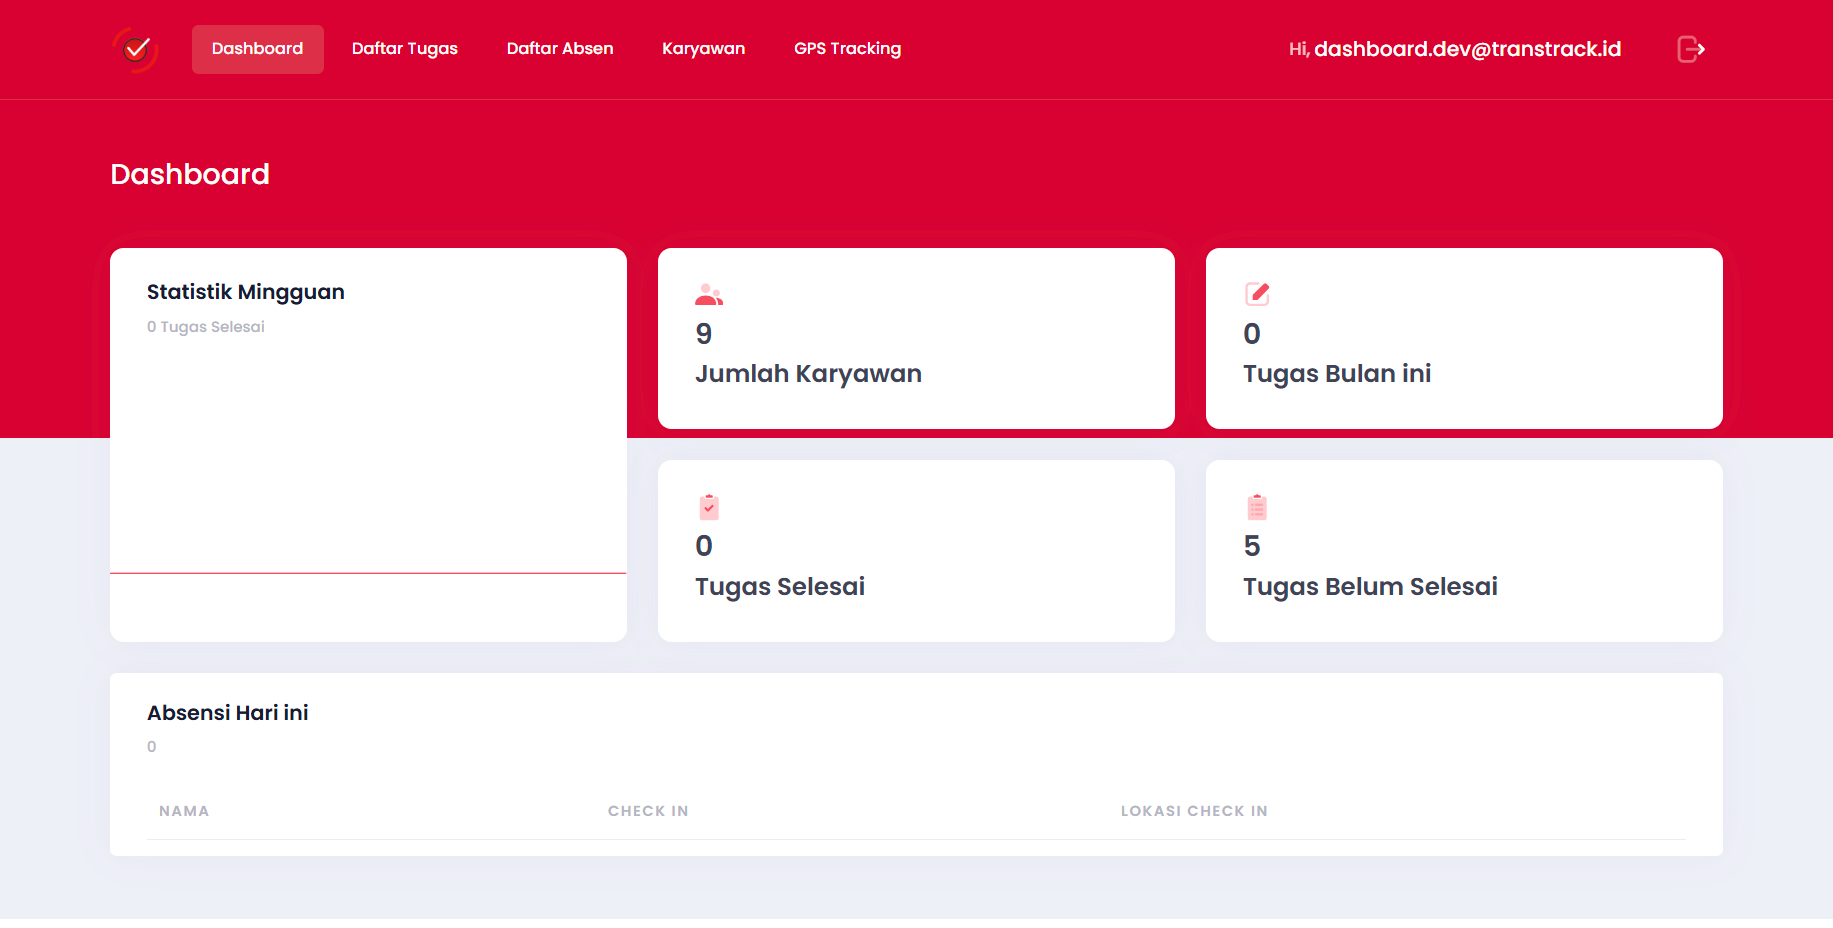 Dashboard
Daftar Tugas
Daftar Absen
Karyawan
GPS Tracking
Hi, dashboard.dev@transtrack.id
Dashboard
Statistik Mingguan
0 Tugas Selesai
9
Jumlah Karyawan
0
Tugas Bulan ini
0
Tugas Selesai
5
Tugas Belum Selesai
Absensi Hari ini
0
NAMA
CHECK IN
LOKASI CHECK IN